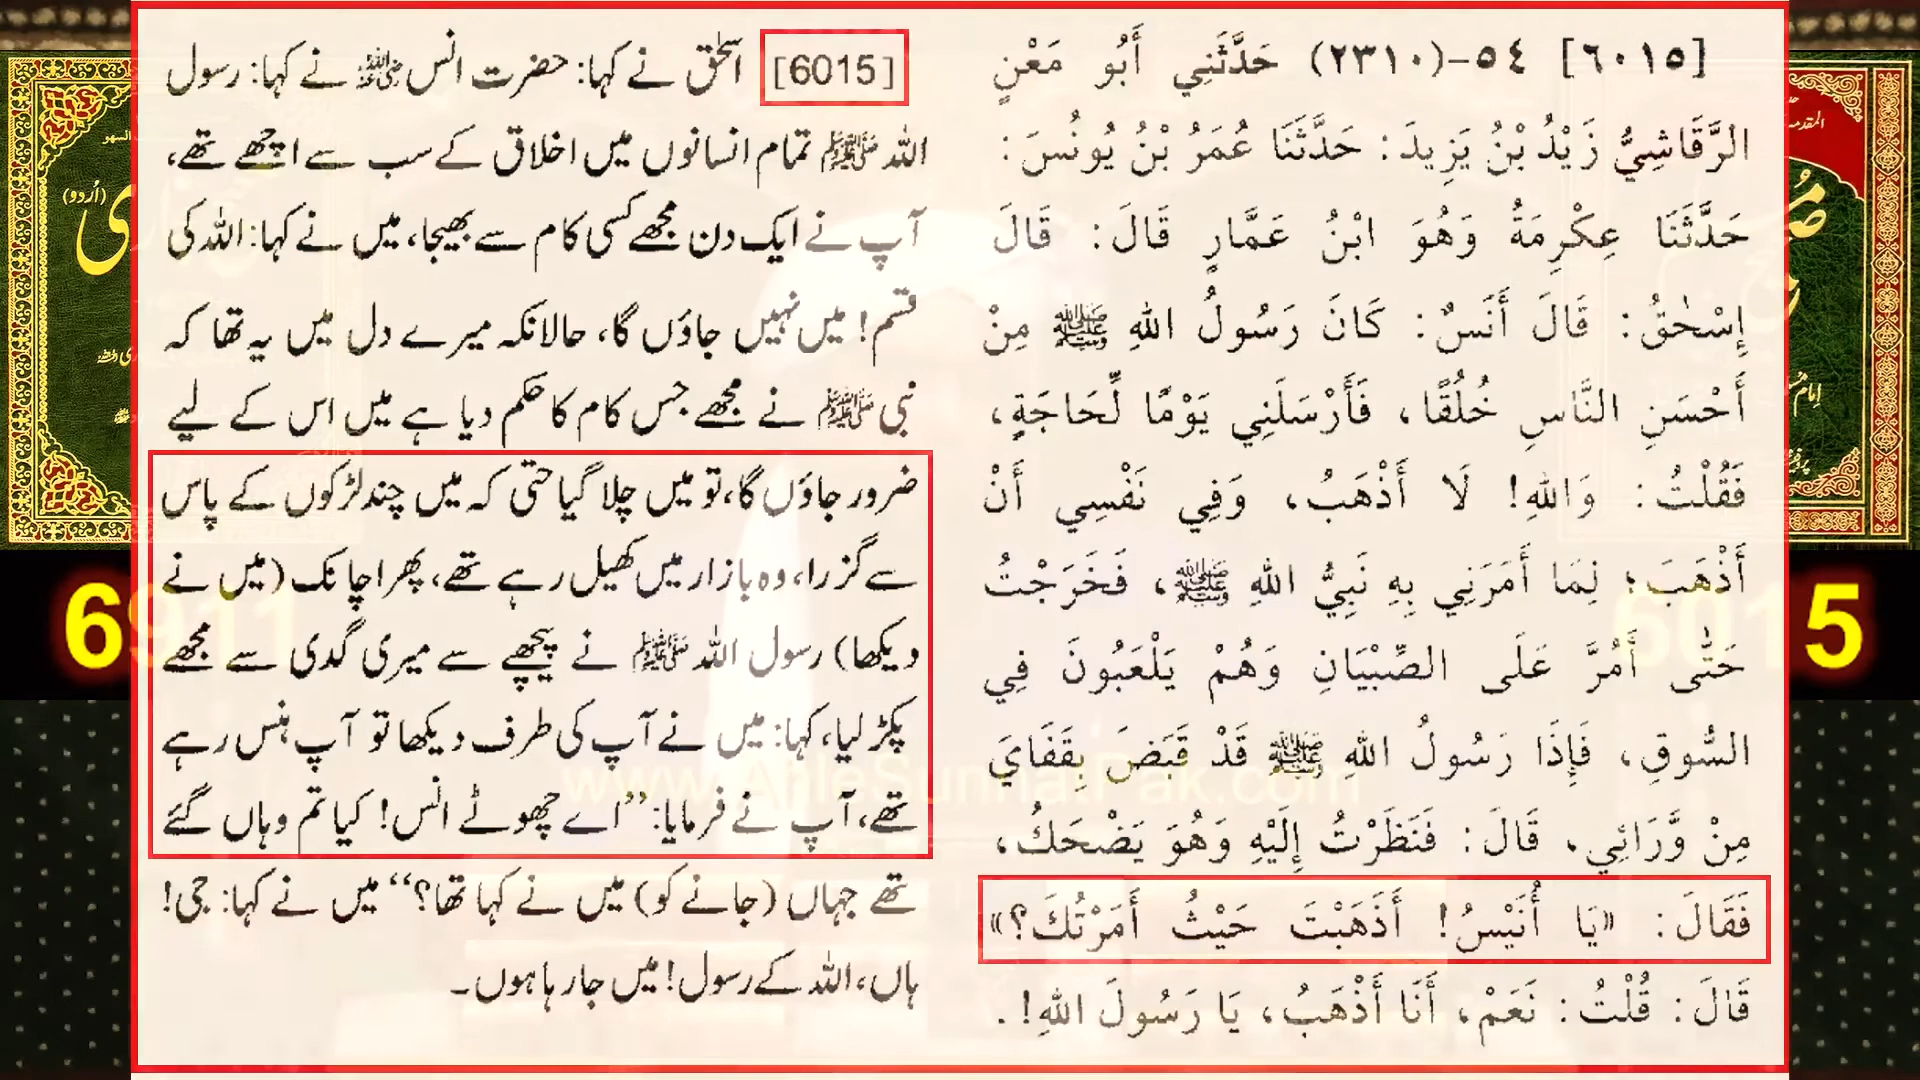 [٦٠١٥] ٥٤-(٢٣١٠) حَدَّثَنِي أَبُو مَعْنٍ
الرَّقَاشِيُّ زَيْدُ بْنُ يَزِيدَ: حَدَّثَنَا عُمَرُ بْنُ يُونُسَ:
حَدَّثَنَا عِكْرِمَةُ وَهُوَ ابْنُ عَمَّارٍ قَالَ: قَالَ
إِسْحٰقُ: قَالَ أَنَسٌ: كَانَ رَسُولُ اللهِ ﷺ مِنْ
أَحْسَنِ النَّاسِ خُلُقًا، فَأَرْسَلَنِي يَوْمًا لِّحَاجَةٍ،
فَقُلْتُ: وَاللهِ! لَا أَذْهَبُ، وَفِي نَفْسِي أَنْ
أَذْهَبَ؛ لِمَا أَمَرَنِي بِهِ نَبِيُّ اللهِ ﷺ، فَخَرَجْتُ
حَتّٰى أَمُرَّ عَلَى الصِّبْيَانِ وَهُمْ يَلْعَبُونَ فِي
السُّوقِ، فَإِذَا رَسُولُ اللهِ ﷺ قَدْ قَبَضَ بِقَفَايَ
مِنْ وَّرَائِي، قَالَ: فَنَظَرْتُ إِلَيْهِ وَهُوَ يَضْحَكُ،
فَقَالَ: «يَا أُنَيْسُ! أَذَهَبْتَ حَيْثُ أَمَرْتُكَ؟»
قَالَ: قُلْتُ: نَعَمْ، أَنَا أَذْهَبُ، يَا رَسُولَ اللهِ!.
[6015] اسحٰق نے کہا: حضرت انس رضی اللہ عنہ نے کہا: رسول
اللہ ﷺ تمام انسانوں میں اخلاق کے سب سے اچھے تھے،
آپ نے ایک دن مجھے کسی کام سے بھیجا، میں نے کہا: اللہ کی
قسم! میں نہیں جاؤں گا، حالانکہ میرے دل میں یہ تھا کہ
نبی ﷺ نے مجھے جس کام کا حکم دیا ہے میں اس کے لیے
ضرور جاؤں گا، تو میں چلا گیا حتی کہ میں چند لڑکوں کے پاس
سے گزرا، وہ بازار میں کھیل رہے تھے، پھر اچانک (میں نے
دیکھا) رسول اللہ ﷺ نے پیچھے سے میری گدی سے مجھے
پکڑ لیا، کہا: میں نے آپ کی طرف دیکھا تو آپ ہنس رہے
تھے، آپ نے فرمایا: ’’اے چھوٹے انس! کیا تم وہاں گئے
تھے جہاں (جانے کو) میں نے کہا تھا؟‘‘ میں نے کہا: جی!
ہاں، اللہ کے رسول! میں جا رہا ہوں۔
(اُردو)
6911
6015
www.AhleSunnatPak.com